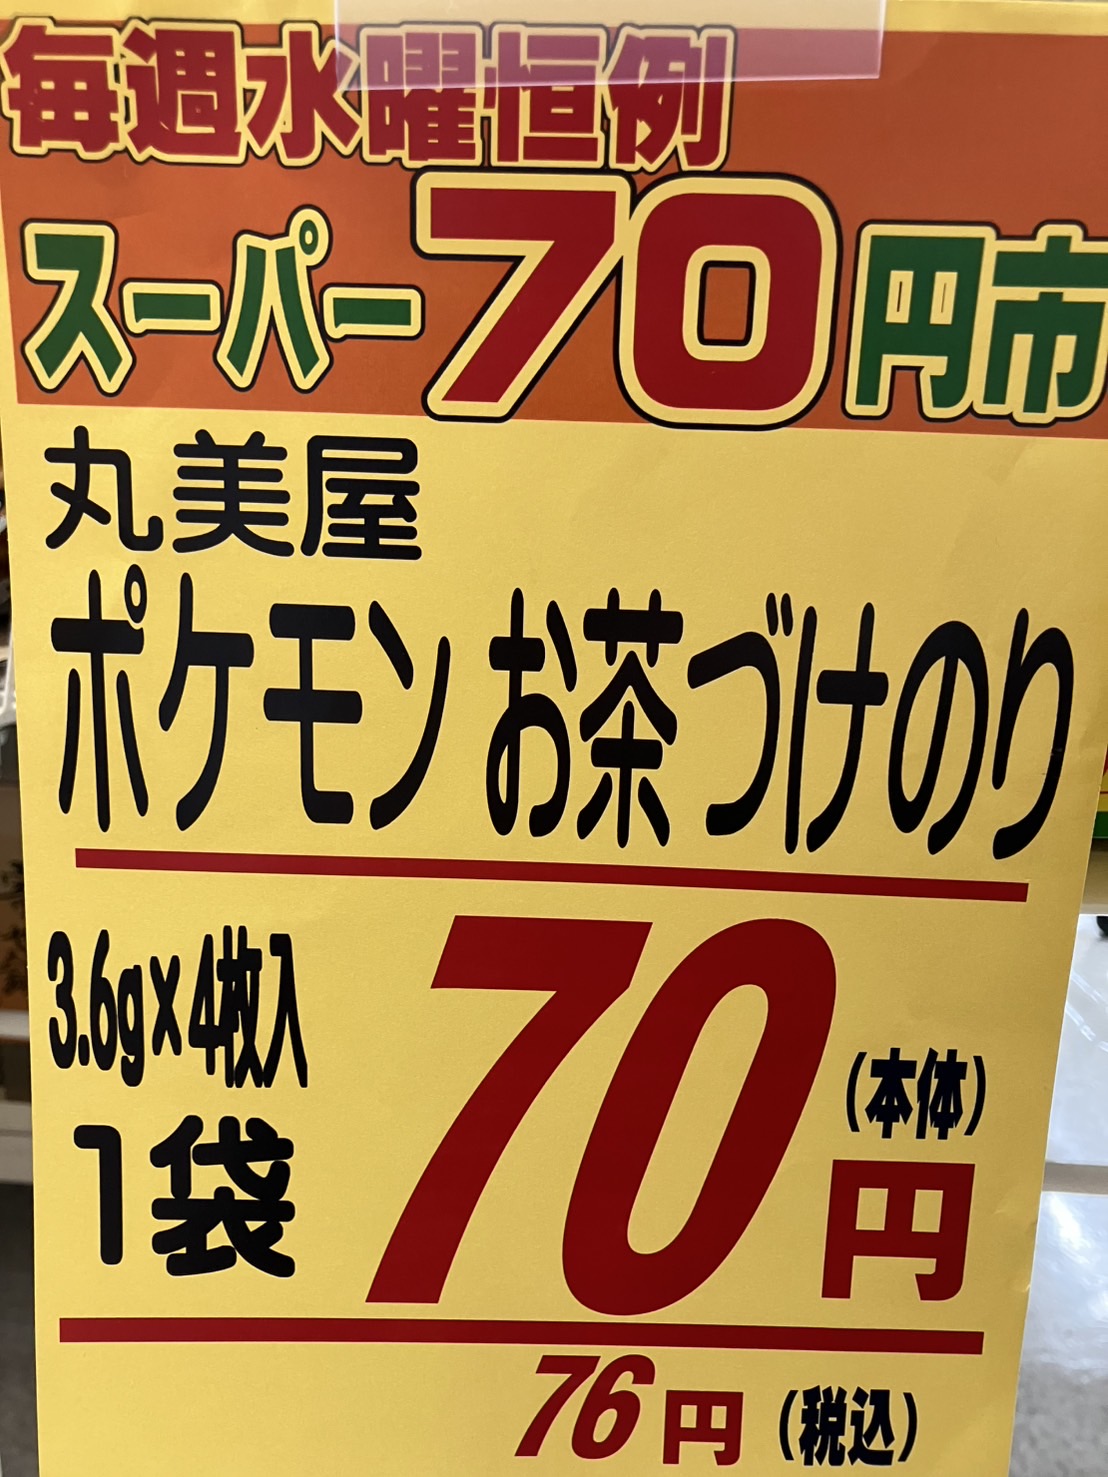 毎週水曜恒例
スーパー70円市
丸美屋
ポケモン お茶づけのり
3.6g×4枚入
1袋
70円
(本体)
76円(税込)